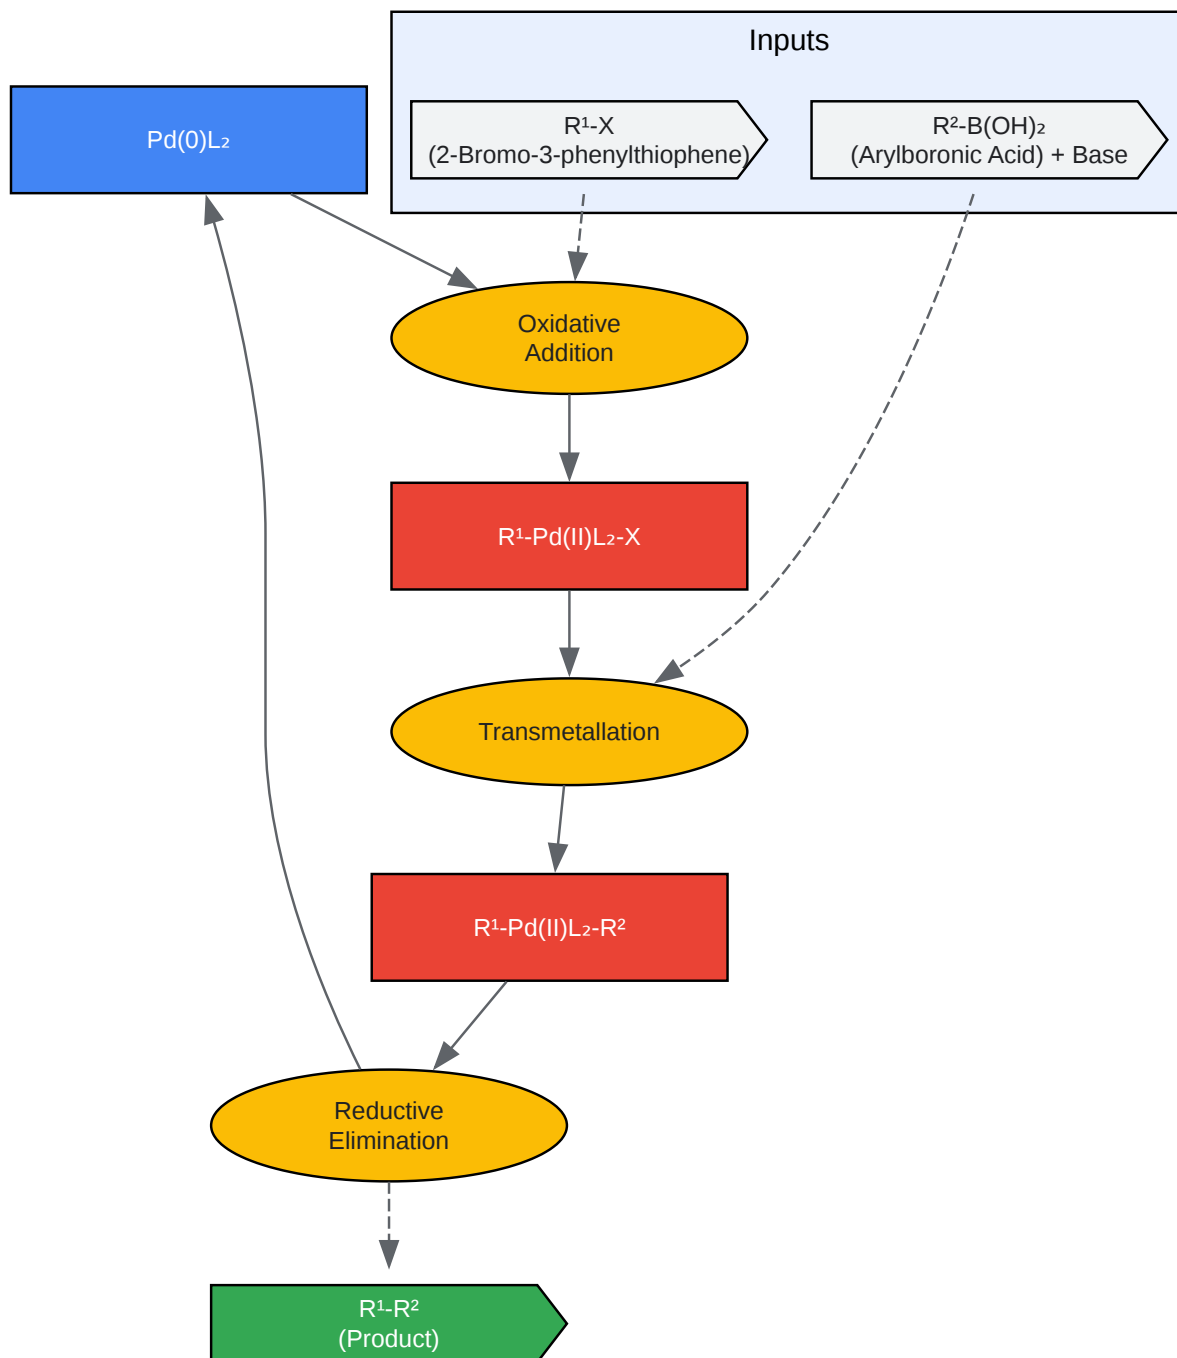 Inputs
Pd(0)L₂
R¹-X
(2-Bromo-3-phenylthiophene)
R²-B(OH)₂
(Arylboronic Acid) + Base
Oxidative
Addition
R¹-Pd(II)L₂-X
Transmetallation
R¹-Pd(II)L₂-R²
Reductive
Elimination
R¹-R²
(Product)